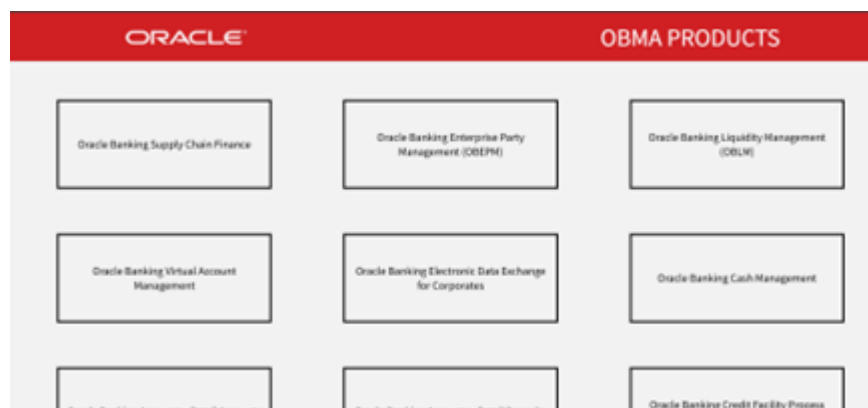 ORACLE
OBMA PRODUCTS
Oracle Banking Supply Chain Finance
Oracle Banking Enterprise Party
Management (OBEPM)
Oracle Banking Liquidity Management
(OBLM)
Oracle Banking Virtual Account
Management
Oracle Banking Electronic Data Exchange
for Corporates
Oracle Banking Cash Management
Oracle Banking Credit Facility Process